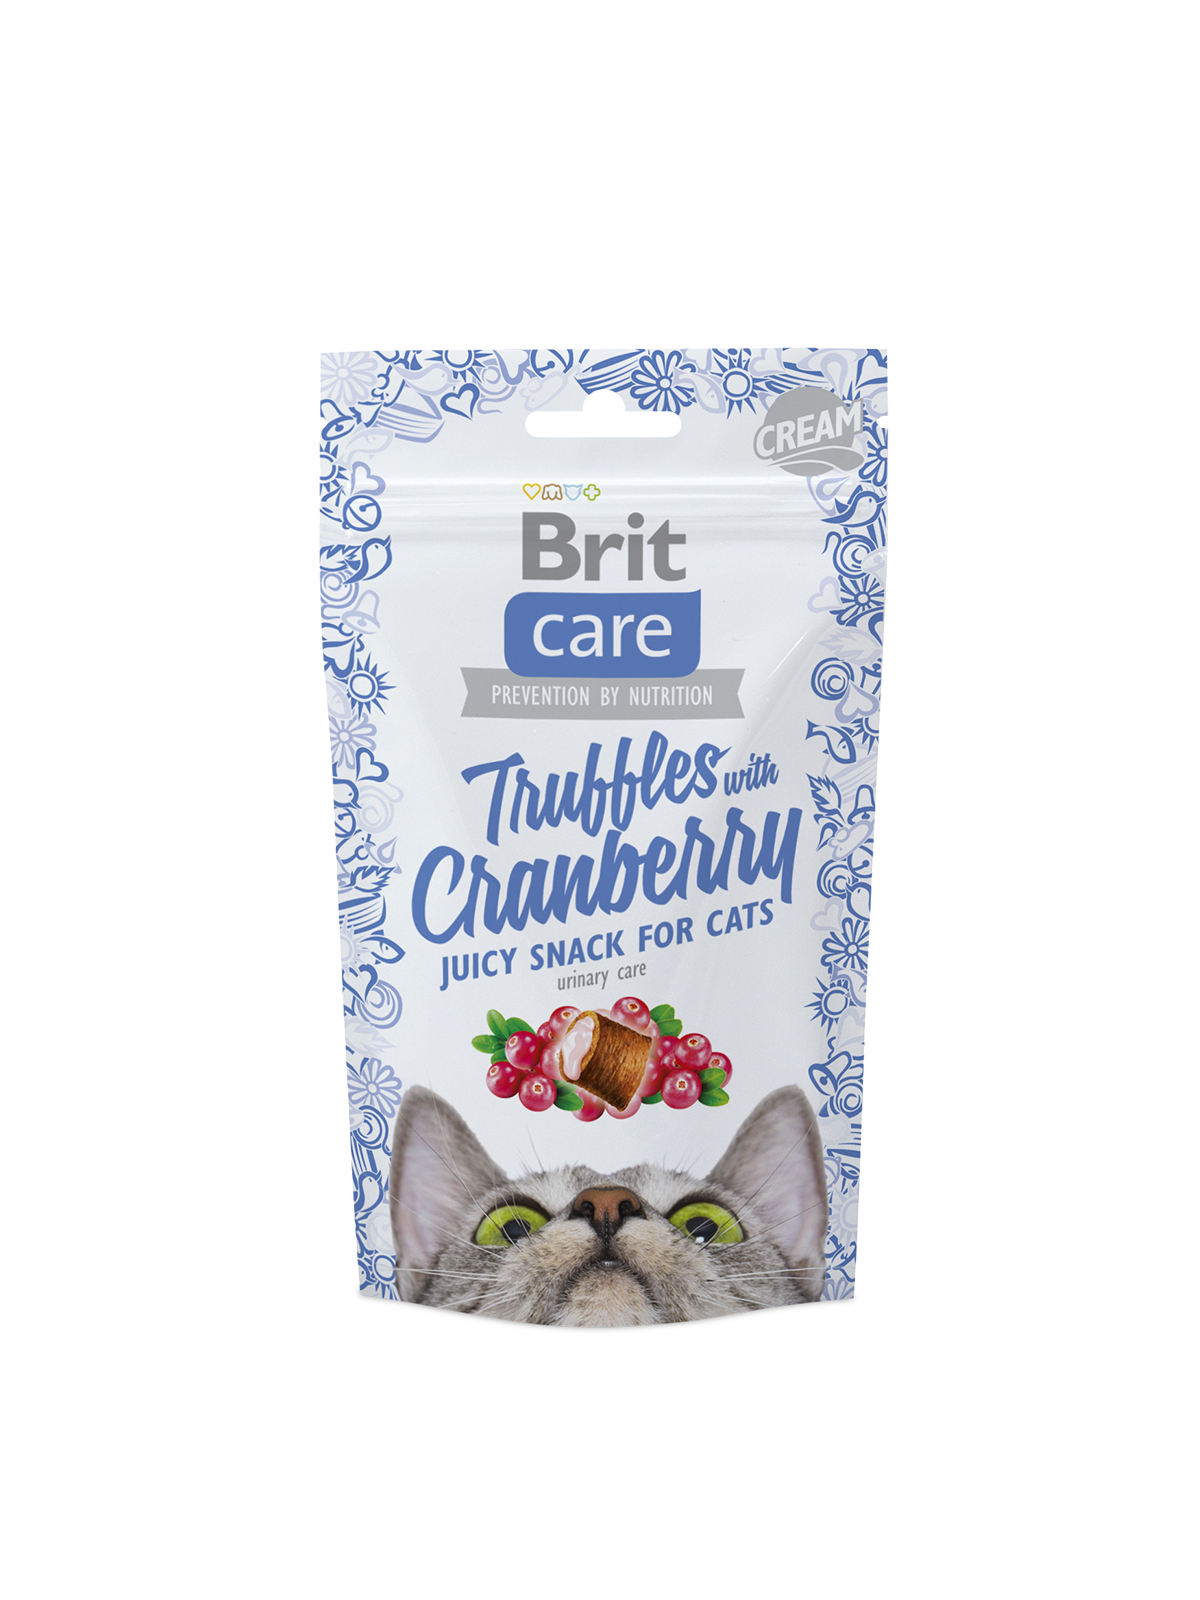 CREAM
Brit
care
PREVENTION BY NUTRITION
Truffles with
Cranberry
JUICY SNACK FOR CATS
urinary care